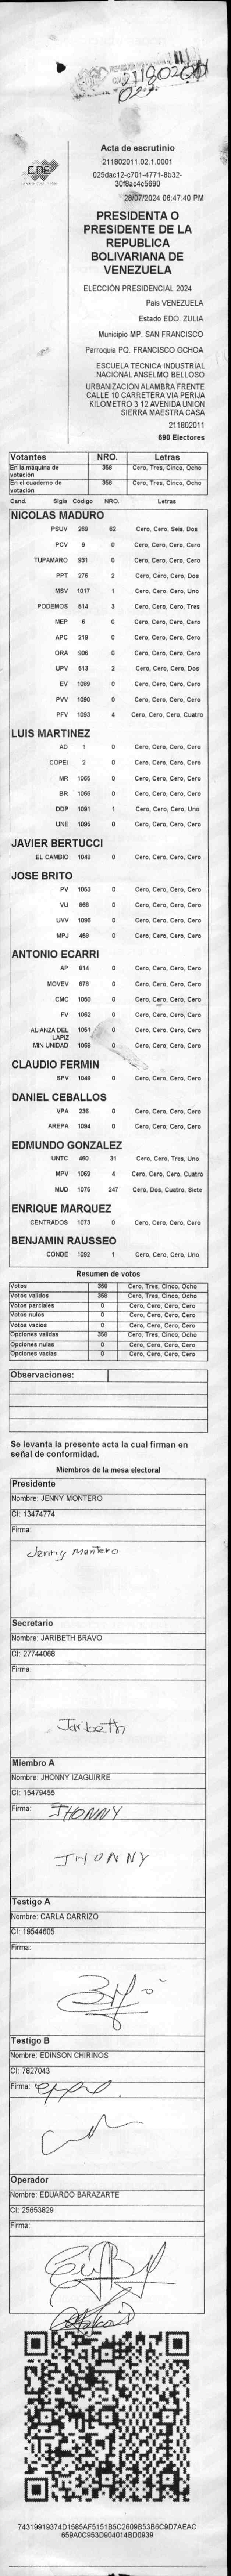 211802011
CNE
Acta de escrutinio
211802011.02.1.0001
025dac12-c701-4771-8b32-
30f8ac4c5690
28/07/2024 06:47:40 PM
PRESIDENTA O
PRESIDENTE DE LA
REPUBLICA
BOLIVARIANA DE
VENEZUELA
ELECCIÓN PRESIDENCIAL 2024
País VENEZUELA
Estado EDO. ZULIA
Municipio MP. SAN FRANCISCO
Parroquia PQ. FRANCISCO OCHOA
ESCUELA TECNICA INDUSTRIAL
NACIONAL ANSELMO BELLOSO
URBANIZACION ALAMBRA FRENTE
CALLE 10 CARRETERA VIA PERIJA
KILOMETRO 3 12 AVENIDA UNION
SIERRA MAESTRA CASA
211802011
690 Electores
Votantes NRO. Letras
En la máquina de votación 358 Cero, Tres, Cinco, Ocho
En el cuaderno de votación 358 Cero, Tres, Cinco, Ocho
Cand. Sigla Código NRO. Letras
NICOLAS MADURO
PSUV 269 62 Cero, Cero, Seis, Dos
PCV 9 0 Cero, Cero, Cero, Cero
TUPAMARO 931 0 Cero, Cero, Cero, Cero
PPT 276 2 Cero, Cero, Cero, Dos
MSV 1017 1 Cero, Cero, Cero, Uno
PODEMOS 514 3 Cero, Cero, Cero, Tres
MEP 6 0 Cero, Cero, Cero, Cero
APC 219 0 Cero, Cero, Cero, Cero
ORA 906 0 Cero, Cero, Cero, Cero
UPV 613 2 Cero, Cero, Cero, Dos
EV 1089 0 Cero, Cero, Cero, Cero
PVV 1090 0 Cero, Cero, Cero, Cero
PFV 1093 4 Cero, Cero, Cero, Cuatro
LUIS MARTINEZ
AD 1 0 Cero, Cero, Cero, Cero
COPEI 2 0 Cero, Cero, Cero, Cero
MR 1065 0 Cero, Cero, Cero, Cero
BR 1066 0 Cero, Cero, Cero, Cero
DDP 1091 1 Cero, Cero, Cero, Uno
UNE 1095 0 Cero, Cero, Cero, Cero
JAVIER BERTUCCI
EL CAMBIO 1048 0 Cero, Cero, Cero, Cero
JOSE BRITO
PV 1053 0 Cero, Cero, Cero, Cero
VU 868 0 Cero, Cero, Cero, Cero
UVV 1096 0 Cero, Cero, Cero, Cero
MPJ 458 0 Cero, Cero, Cero, Cero
ANTONIO ECARRI
AP 814 0 Cero, Cero, Cero, Cero
MOVEV 878 0 Cero, Cero, Cero, Cero
CMC 1050 0 Cero, Cero, Cero, Cero
FV 1062 0 Cero, Cero, Cero, Cero
ALIANZA DEL LAPIZ 1051 0 Cero, Cero, Cero, Cero
MIN UNIDAD 1069 0 Cero, Cero, Cero, Cero
CLAUDIO FERMIN
SPV 1049 0 Cero, Cero, Cero, Cero
DANIEL CEBALLOS
VPA 236 0 Cero, Cero, Cero, Cero
AREPA 1094 0 Cero, Cero, Cero, Cero
EDMUNDO GONZALEZ
UNTC 460 31 Cero, Cero, Tres, Uno
MPV 1059 4 Cero, Cero, Cero, Cuatro
MUD 1075 247 Cero, Dos, Cuatro, Siete
ENRIQUE MARQUEZ
CENTRADOS 1073 0 Cero, Cero, Cero, Cero
BENJAMIN RAUSSEO
CONDE 1092 1 Cero, Cero, Cero, Uno
Resumen de votos
Votos 358 Cero, Tres, Cinco, Ocho
Votos validos 358 Cero, Tres, Cinco, Ocho
Votos parciales 0 Cero, Cero, Cero, Cero
Votos nulos 0 Cero, Cero, Cero, Cero
Votos vacios 0 Cero, Cero, Cero, Cero
Opciones validas 358 Cero, Tres, Cinco, Ocho
Opciones nulas 0 Cero, Cero, Cero, Cero
Opciones vacias 0 Cero, Cero, Cero, Cero
Observaciones:
Se levanta la presente acta la cual firman en
señal de conformidad.
Miembros de la mesa electoral
Presidente
Nombre: JENNY MONTERO
CI: 13474774
Firma:
Jenny Montero
Secretario
Nombre: JARIBETH BRAVO
CI: 27744068
Firma:
Jaribeth
Miembro A
Nombre: JHONNY IZAGUIRRE
CI: 15479455
Firma: JHONNY
JHONNY
Testigo A
Nombre: CARLA CARRIZO
CI: 19544605
Firma:
Testigo B
Nombre: EDINSON CHIRINOS
CI: 7827043
Firma:
Operador
Nombre: EDUARDO BARAZARTE
CI: 25653829
Firma:
74319919374D1585AF5151B5C2609B53B6C9D7AEAC
659A0C953D904014BD0939